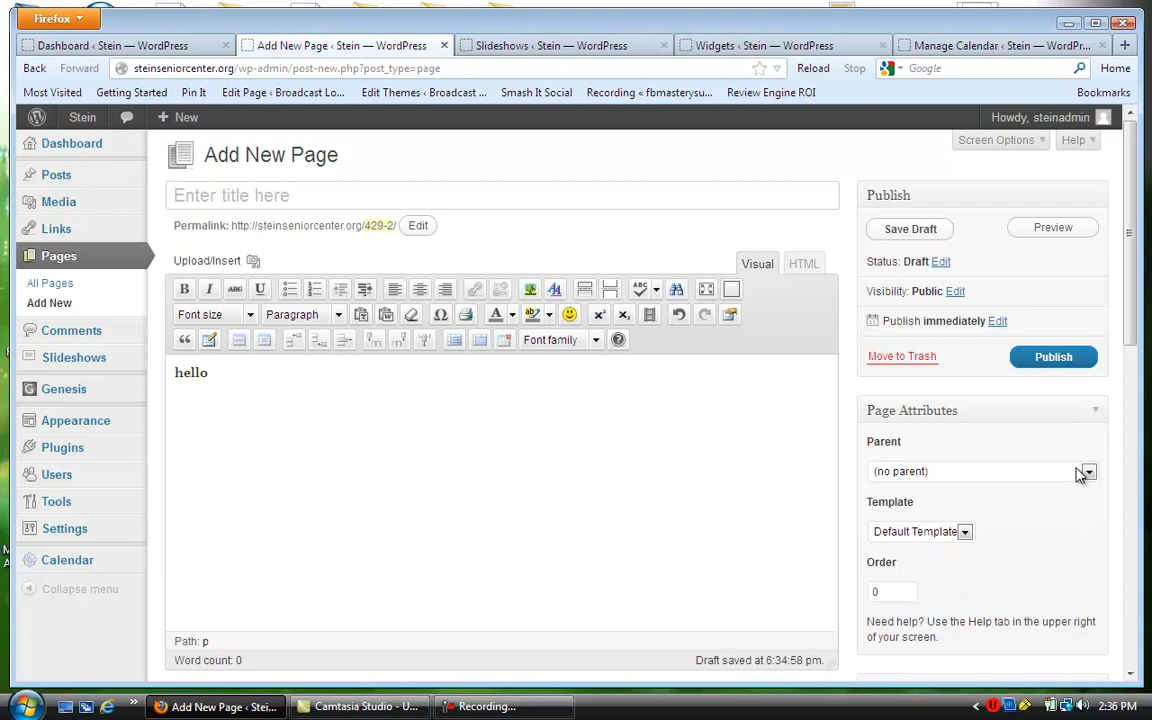 Firefox
Dashboard ‹ Stein — WordPress
Add New Page ‹ Stein — WordPress
Slideshows ‹ Stein — WordPress
Widgets ‹ Stein — WordPress
Manage Calendar ‹ Stein — WordPr...
Back
Forward
steinseniorcenter.org/wp-admin/post-new.php?post_type=page
Reload
Stop
Google
Home
Most Visited
Getting Started
Pin It
Edit Page ‹ Broadcast Lo...
Edit Themes ‹ Broadcast ...
Smash It Social
Recording « fbmasterysu...
Review Engine ROI
Bookmarks
Stein
New
Howdy, steinadmin
Screen Options
Help
Dashboard
Posts
Media
Links
Pages
All Pages
Add New
Comments
Slideshows
Genesis
Appearance
Plugins
Users
Tools
Settings
Calendar
Collapse menu
Add New Page
Enter title here
Permalink: http://steinseniorcenter.org/429-2/ Edit
Upload/Insert
Visual
HTML
B I ABC U
ABC
Font size
Paragraph
Font family
hello
Path: p
Word count: 0
Draft saved at 6:34:58 pm.
Publish
Save Draft
Preview
Status: Draft Edit
Visibility: Public Edit
Publish immediately Edit
Move to Trash
Publish
Page Attributes
Parent
(no parent)
Template
Default Template
Order
0
Need help? Use the Help tab in the upper right
of your screen.
Add New Page ‹ Stei...
Camtasia Studio - U...
Recording...
2:36 PM